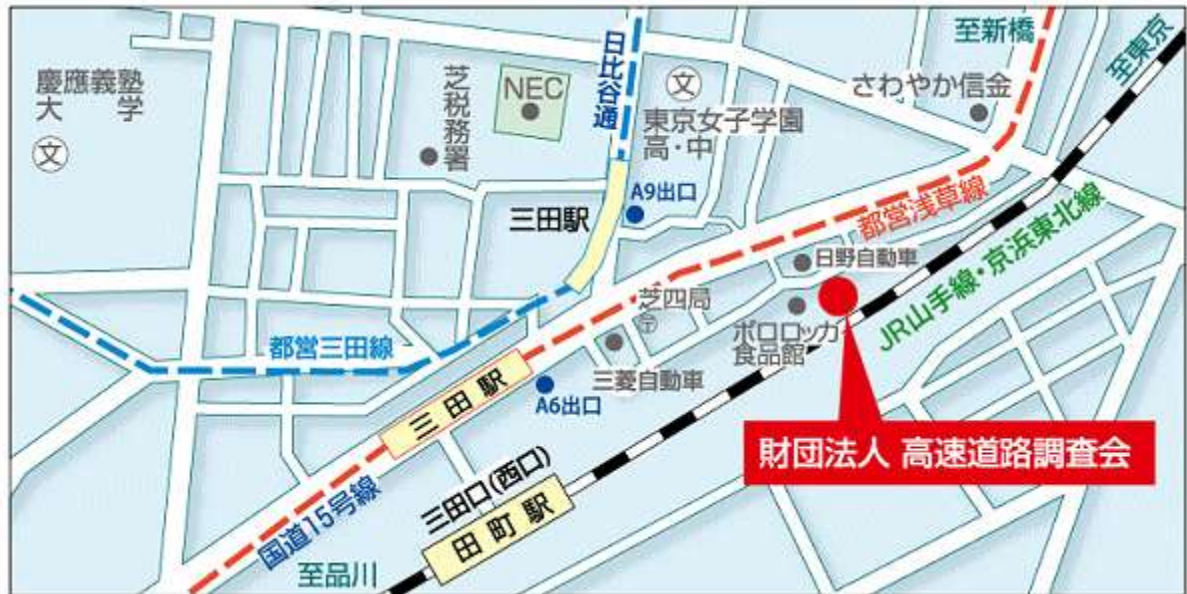 至新橋
至東京
日比谷通
慶應義塾
大学
文
芝税務署
NEC
文
東京女子学園
高・中
さわやか信金
A9出口
三田駅
都営浅草線
日野自動車
JR山手線・京浜東北線
芝四局
〒
ポロロッカ
食品館
都営三田線
三菱自動車
三田駅
A6出口
財団法人 高速道路調査会
三田口(西口)
田町駅
国道15号線
至品川